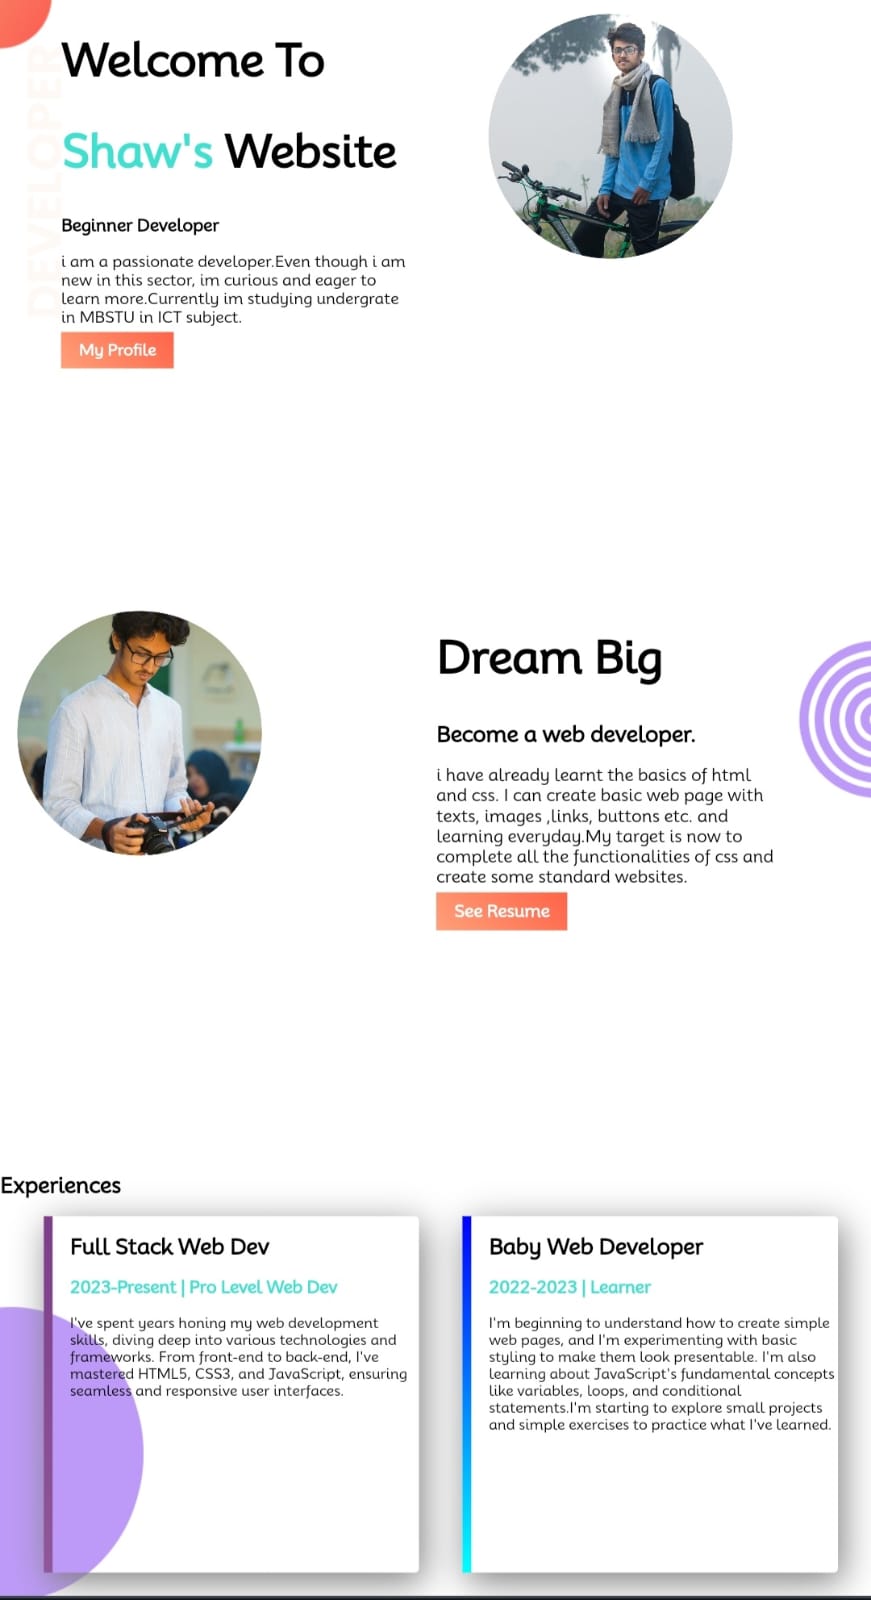 DEVELOPER
Welcome To
Shaw's Website
Beginner Developer
i am a passionate developer.Even though i am
new in this sector, im curious and eager to
learn more.Currently im studying undergrate
in MBSTU in ICT subject.
My Profile
Dream Big
Become a web developer.
i have already learnt the basics of html
and css. I can create basic web page with
texts, images ,links, buttons etc. and
learning everyday.My target is now to
complete all the functionalities of css and
create some standard websites.
See Resume
Experiences
Full Stack Web Dev
2023-Present | Pro Level Web Dev
I've spent years honing my web development
skills, diving deep into various technologies and
frameworks. From front-end to back-end, I've
mastered HTML5, CSS3, and JavaScript, ensuring
seamless and responsive user interfaces.
Baby Web Developer
2022-2023 | Learner
I'm beginning to understand how to create simple
web pages, and I'm experimenting with basic
styling to make them look presentable. I'm also
learning about JavaScript's fundamental concepts
like variables, loops, and conditional
statements.I'm starting to explore small projects
and simple exercises to practice what I've learned.